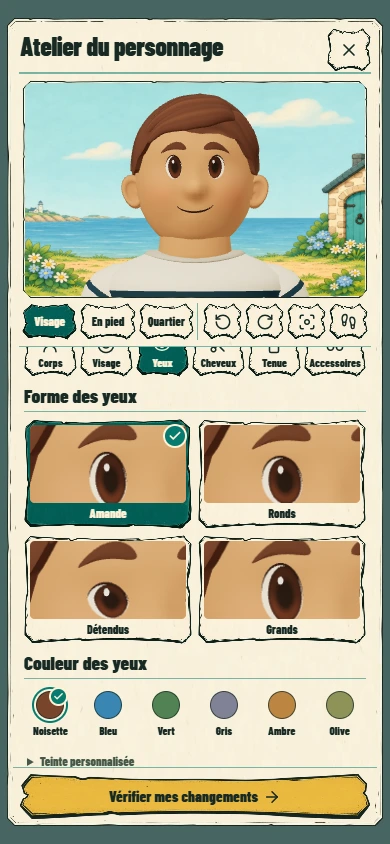 Atelier du personnage
Visage En pied Quartier
Corps Visage Yeux Cheveux Tenue Accessoires
Forme des yeux
Amande Ronds
Détendus Grands
Couleur des yeux
Noisette Bleu Vert Gris Ambre Olive
Teinte personnalisée
Vérifier mes changements